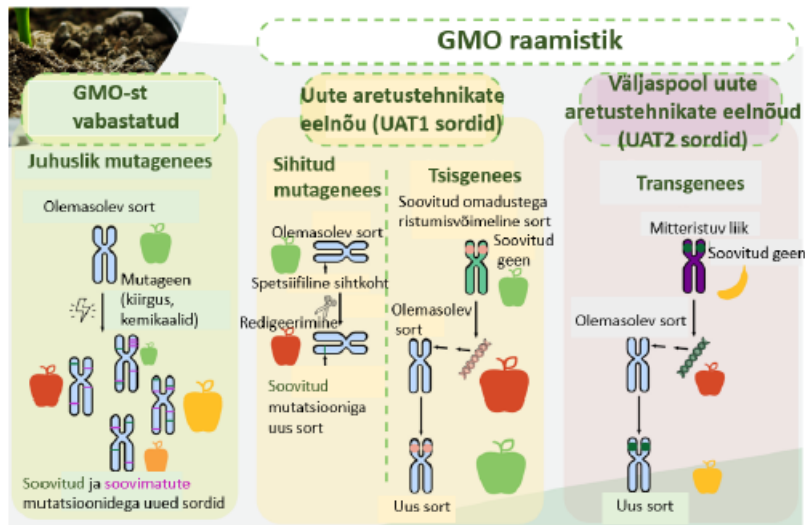 GMO raamistik
GMO-st
vabastatud
Juhuslik mutagenees
Olemasolev sort
Mutageen
(kiirgus,
kemikaalid)
Soovitud ja soovimatute
mutatsioonidega uued sordid
Uute aretustehnikate
eelnõu (UAT1 sordid)
Sihitud
mutagenees
Olemasolev sort
Spetsiifiline sihtkoht
Redigeerimine
Soovitud
mutatsiooniga
uus sort
Tsisgenees
Soovitud omadustega
ristumisvõimeline sort
Soovitud
geen
Olemasolev
sort
Uus sort
Väljaspool uute
aretustehnikate eelnõud
(UAT2 sordid)
Transgenees
Mitteristuv liik
Soovitud geen
Olemasolev sort
Uus sort